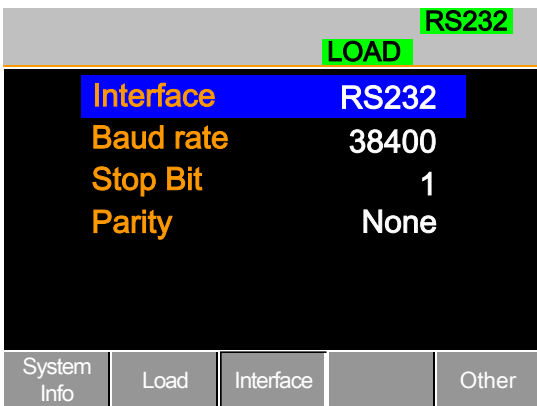 RS232
LOAD
Interface RS232
Baud rate 38400
Stop Bit 1
Parity None
System
Info
Load
Interface
Other